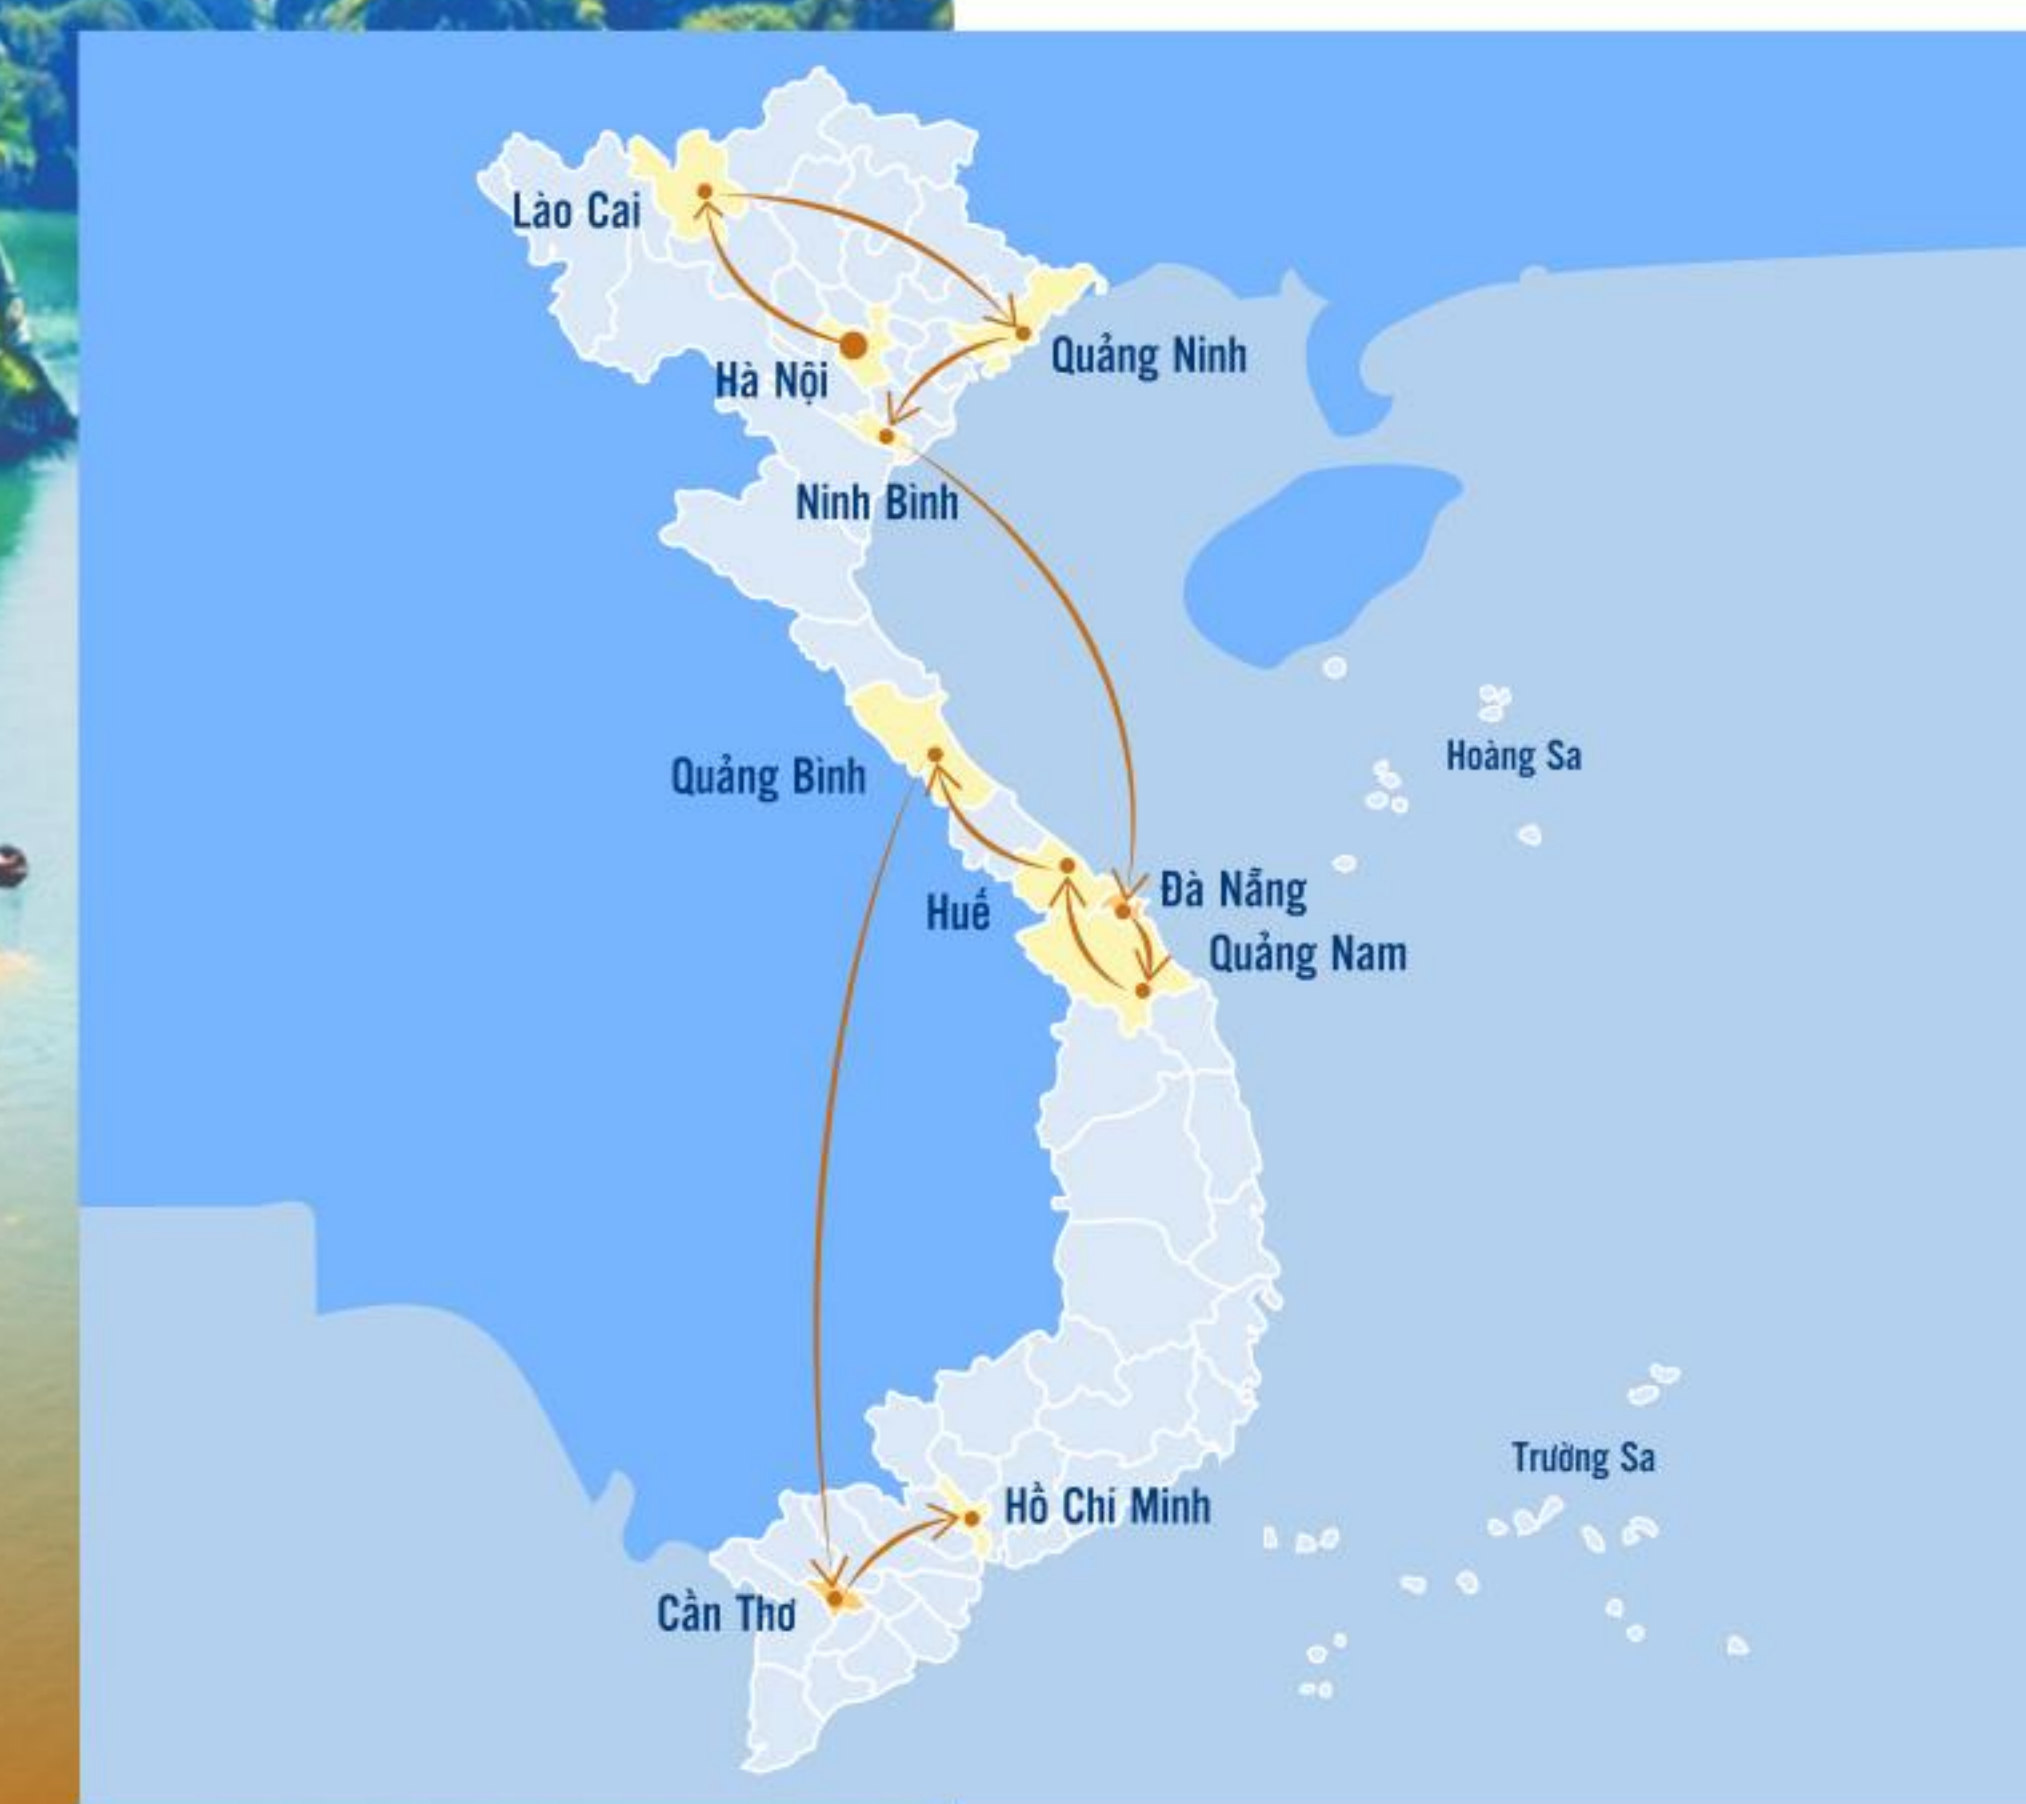 Lào Cai
Quảng Ninh
Hà Nội
Ninh Bình
Hoàng Sa
Quảng Bình
Đà Nẵng
Huế
Quảng Nam
Trường Sa
Hồ Chí Minh
Cần Thơ